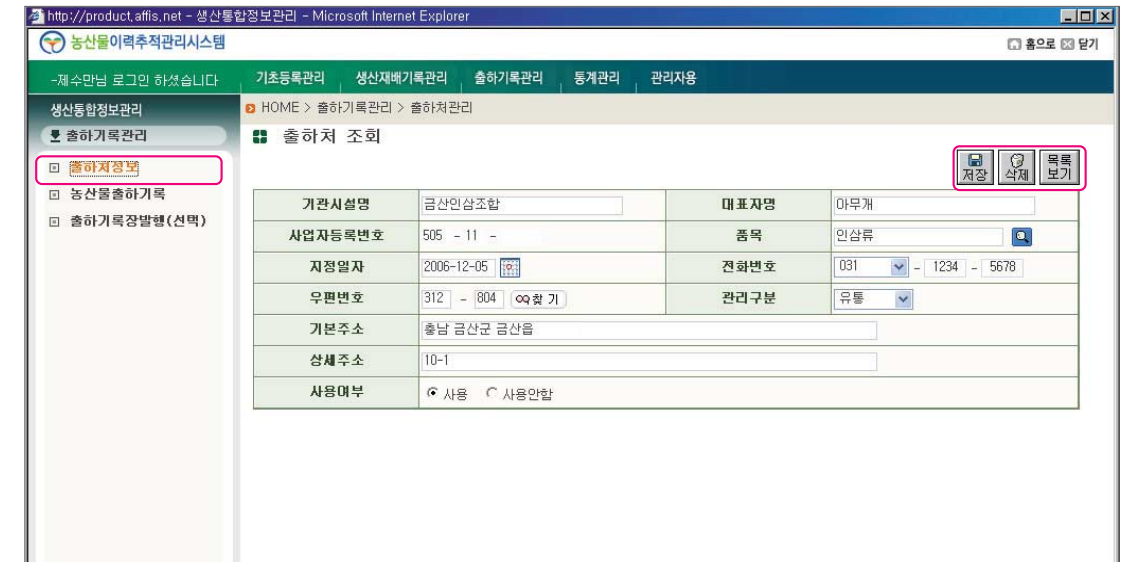 http://product.affis.net - 생산통합정보관리 - Microsoft Internet Explorer
농산물이력추적관리시스템
홈으로 닫기
-제수만님 로그인 하셨습니다
기초등록관리 생산재배기록관리 출하기록관리 통계관리 관리자용
생산통합정보관리
HOME > 출하기록관리 > 출하처관리
출하기록관리
출하처 조회
출하처정보
저장 삭제 목록보기
농산물출하기록
출하기록장발행(선택)
기관시설명 금산인삼조합 대표자명 아무개
사업자등록번호 505 - 11 - 품목 인삼류
지정일자 2006-12-05 전화번호 031 - 1234 - 5678
우편번호 312 - 804 찾 기 관리구분 유통
기본주소 충남 금산군 금산읍
상세주소 10-1
사용여부 사용 사용안함